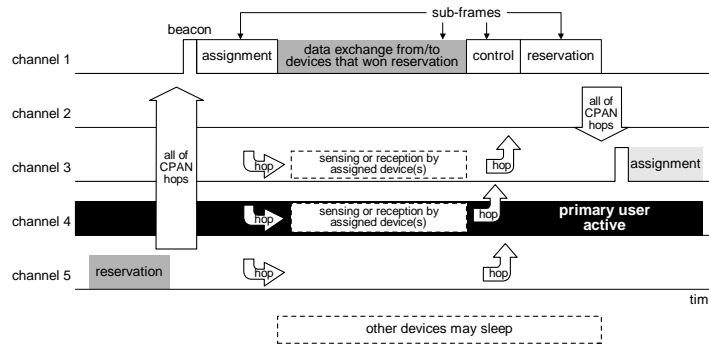 sub-frames
beacon
channel 1
assignment
data exchange from/to
devices that won reservation
control
reservation
channel 2
all of
CPAN
hops
all of
CPAN
hops
channel 3
hop
sensing or reception by
assigned device(s)
hop
assignment
channel 4
hop
sensing or reception by
assigned device(s)
hop
primary user
active
channel 5
reservation
hop
hop
tim
other devices may sleep